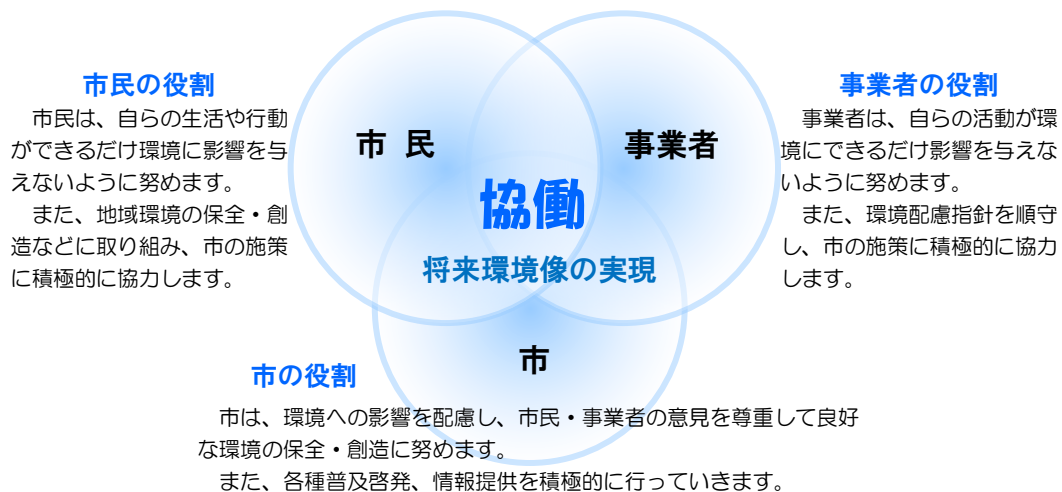 市民の役割
市民は、自らの生活や行動
ができるだけ環境に影響を与
えないように努めます。
また、地域環境の保全・創
造などに取り組み、市の施策
に積極的に協力します。
市 民
事業者
協働
将来環境像の実現
市
事業者の役割
事業者は、自らの活動が環
境にできるだけ影響を与えな
いように努めます。
また、環境配慮指針を順守
し、市の施策に積極的に協力
します。
市の役割
市は、環境への影響を配慮し、市民・事業者の意見を尊重して良好
な環境の保全・創造に努めます。
また、各種普及啓発、情報提供を積極的に行っていきます。